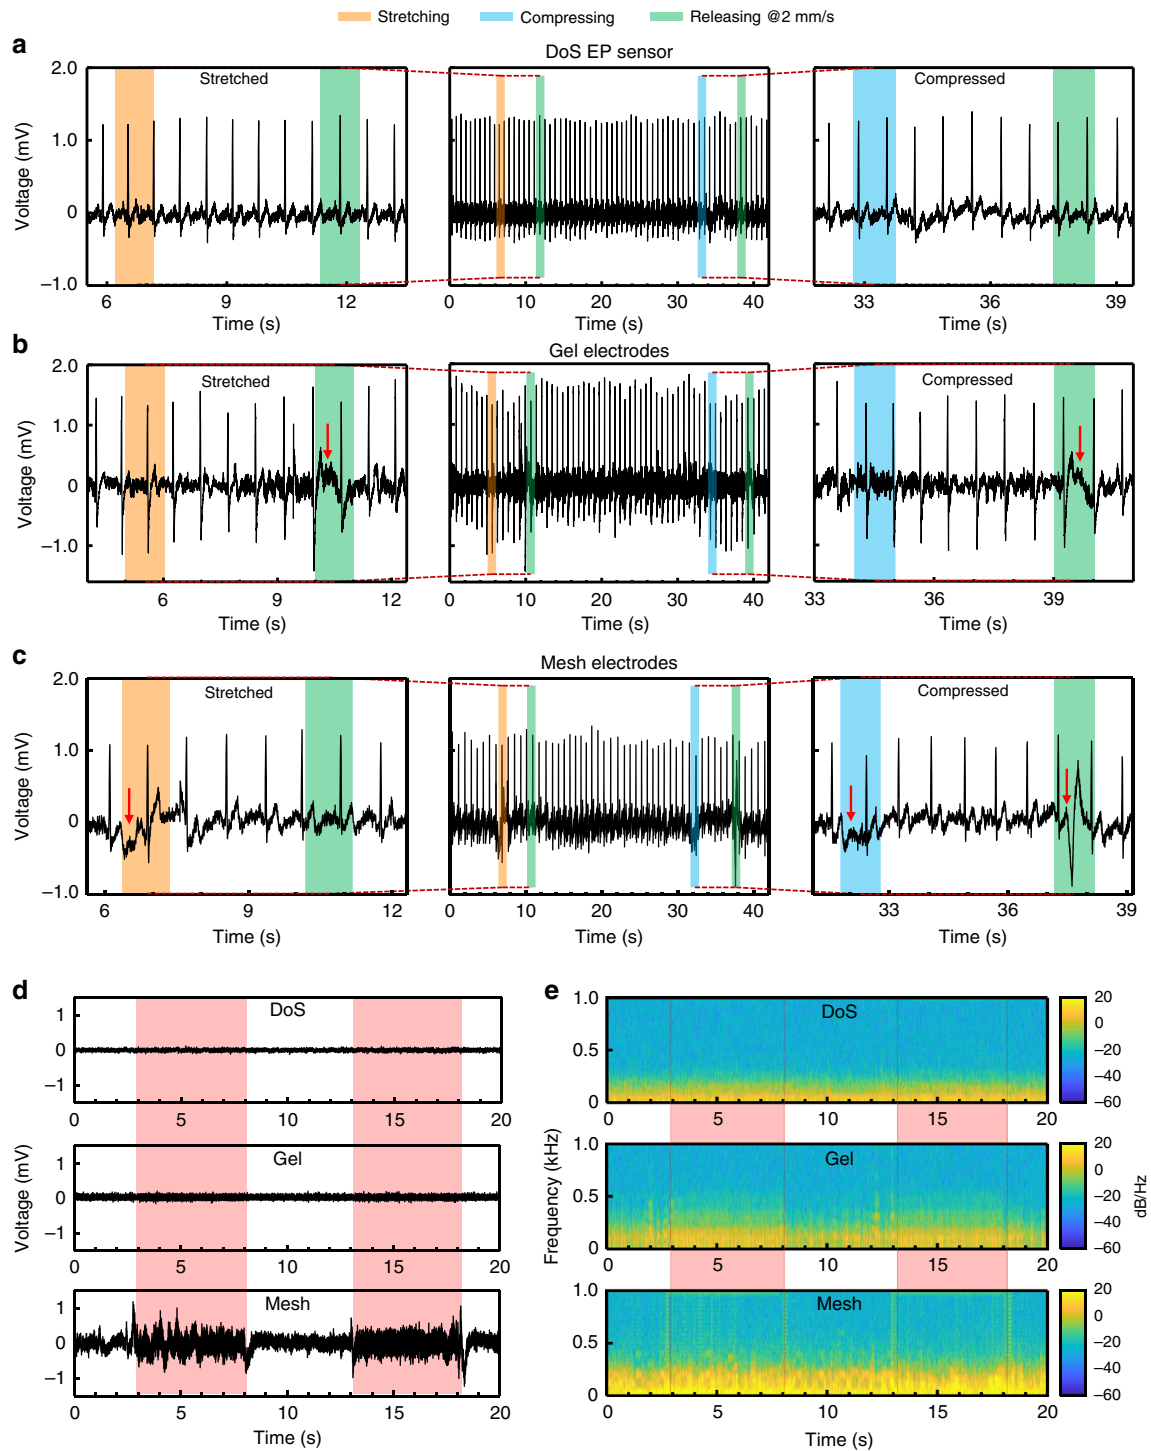 Stretching Compressing Releasing @2 mm/s
a
DoS EP sensor
Stretched
Compressed
Voltage (mV)
2.0
1.0
0
−1.0
6 9 12
0 10 20 30 40
33 36 39
Time (s) Time (s) Time (s)
b
Gel electrodes
Stretched
Compressed
Voltage (mV)
2.0
1.0
0
−1.0
6 9 12
0 10 20 30 40
33 36 39
Time (s) Time (s) Time (s)
c
Mesh electrodes
Stretched
Compressed
Voltage (mV)
2.0
1.0
0
−1.0
6 9 12
0 10 20 30 40
33 36 39
Time (s) Time (s) Time (s)
d
DoS
1
0
−1
0 5 10 15 20
Gel
Voltage (mV)
1
0
−1
0 5 10 15 20
Mesh
1
0
−1
0 5 10 15 20
Time (s)
e
DoS
1.0
0.5
0
0 5 10 15 20
20
0
−20
−40
−60
Gel
Frequency (kHz)
1.0
0.5
0
0 5 10 15 20
20
0
−20
−40
−60
dB/Hz
Mesh
1.0
0.5
0
0 5 10 15 20
20
0
−20
−40
−60
Time (s)